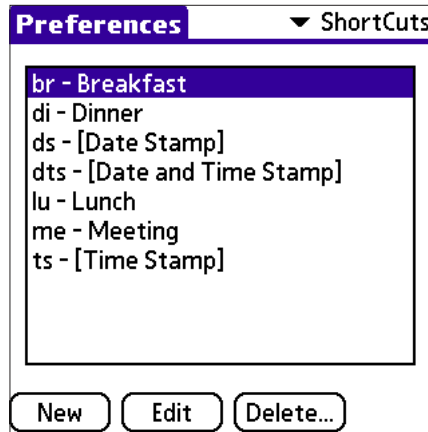 Preferences ShortCuts
br - Breakfast
di - Dinner
ds - [Date Stamp]
dts - [Date and Time Stamp]
lu - Lunch
me - Meeting
ts - [Time Stamp]
New Edit Delete...